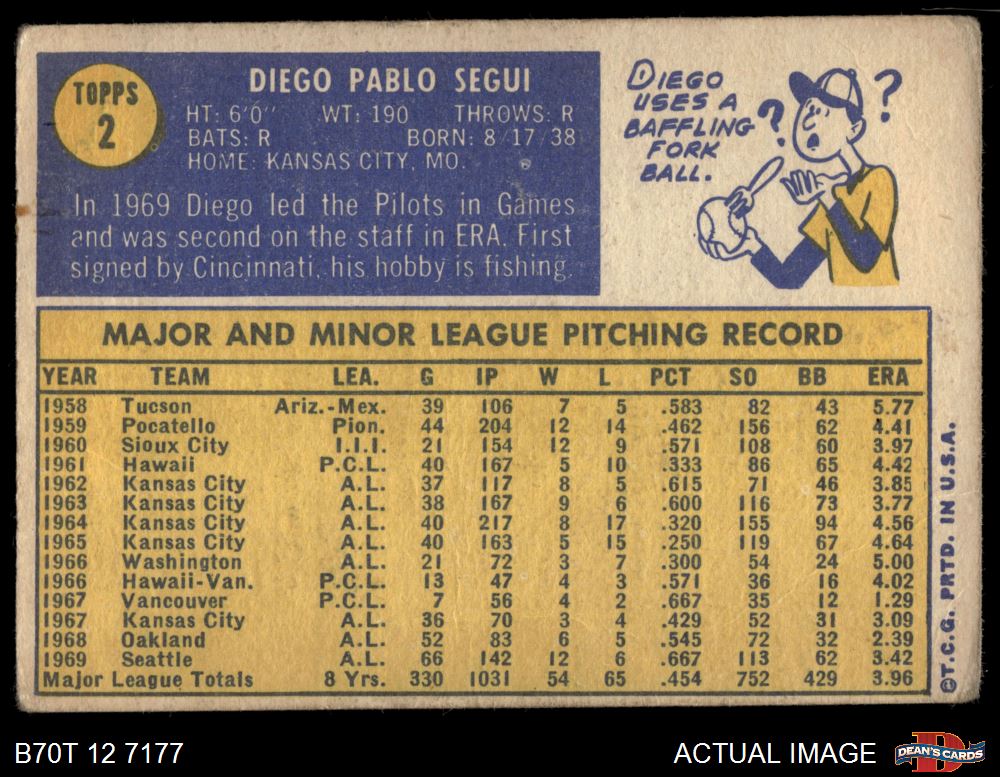 TOPPS
2
DIEGO PABLO SEGUI
HT: 6'0" WT: 190 THROWS: R
BATS: R BORN: 8 17 38
HOME: KANSAS CITY, MO.
In 1969 Diego led the Pilots in Games
and was second on the staff in ERA. First
signed by Cincinnati, his hobby is fishing.
DIEGO
USES A
BAFFLING
FORK
BALL.
? ?
MAJOR AND MINOR LEAGUE PITCHING RECORD
YEAR TEAM LEA. G IP W L PCT SO BB ERA
1958 Tucson Ariz.-Mex. 39 106 7 5 .583 82 43 5.77
1959 Pocatello Pion. 44 204 12 14 .462 156 62 4.41
1960 Sioux City I.I.I. 21 154 12 9 .571 108 60 3.97
1961 Hawaii P.C.L. 40 167 5 10 .333 86 65 4.42
1962 Kansas City A.L. 37 117 8 5 .615 71 46 3.85
1963 Kansas City A.L. 38 167 9 6 .600 116 73 3.77
1964 Kansas City A.L. 40 217 8 17 .320 155 94 4.56
1965 Kansas City A.L. 40 163 5 15 .250 119 67 4.64
1966 Washington A.L. 21 72 3 7 .300 54 24 5.00
1966 Hawaii-Van. P.C.L. 13 47 4 3 .571 36 16 4.02
1967 Vancouver P.C.L. 7 56 4 2 .667 35 12 1.29
1967 Kansas City A.L. 36 70 3 4 .429 52 31 3.09
1968 Oakland A.L. 52 83 6 5 .545 72 32 2.39
1969 Seattle A.L. 66 142 12 6 .667 113 62 3.42
Major League Totals 8 Yrs. 330 1031 54 65 .454 752 429 3.96
©T.C.G. PRTD. IN U.S.A.
B70T 12 7177
ACTUAL IMAGE
D
DEAN'S CARDS